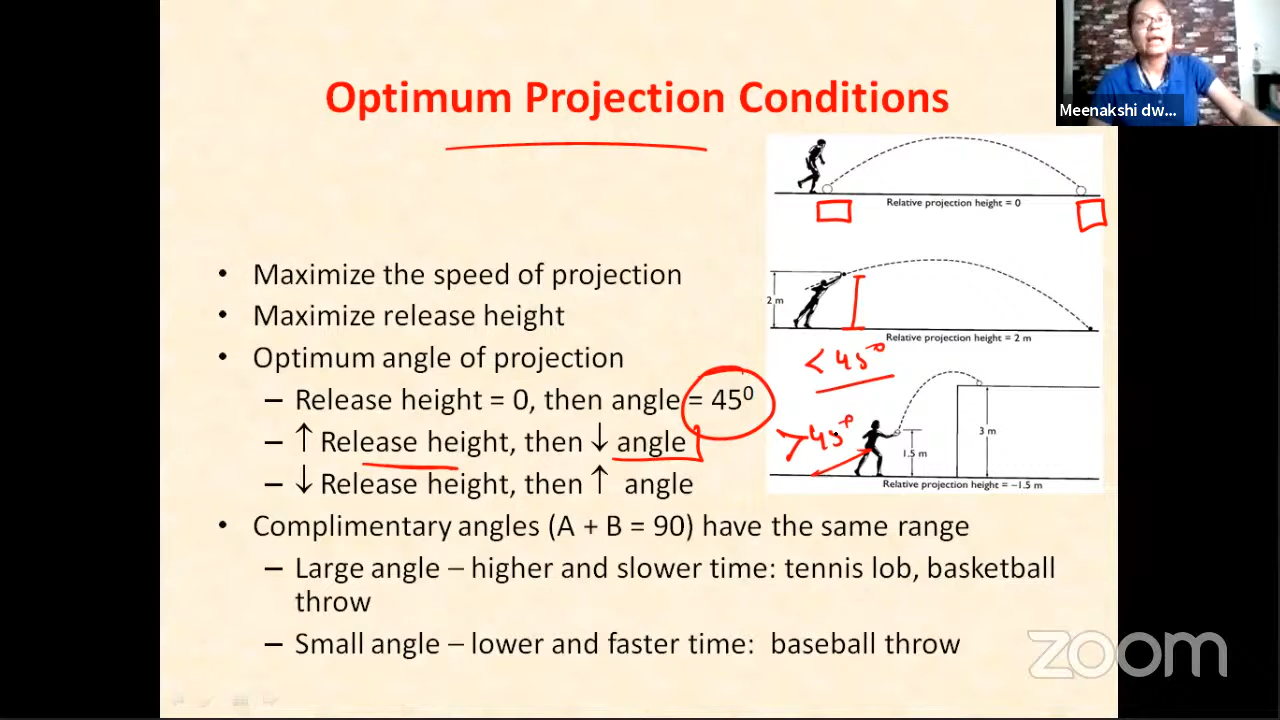 Meenakshi dw...
Optimum Projection Conditions
Relative projection height = 0
• Maximize the speed of projection
• Maximize release height
• Optimum angle of projection
– Release height = 0, then angle = 45⁰
– ↑ Release height, then ↓ angle
– ↓ Release height, then ↑ angle
• Complimentary angles (A + B = 90) have the same range
– Large angle – higher and slower time: tennis lob, basketball
throw
– Small angle – lower and faster time: baseball throw
2 m
Relative projection height = 2 m
< 45°
> 45°
1.5 m
3 m
Relative projection height = −1.5 m
zoom